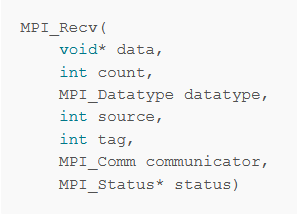 MPI_Recv(
    void* data,
    int count,
    MPI_Datatype datatype,
    int source,
    int tag,
    MPI_Comm communicator,
    MPI_Status* status)